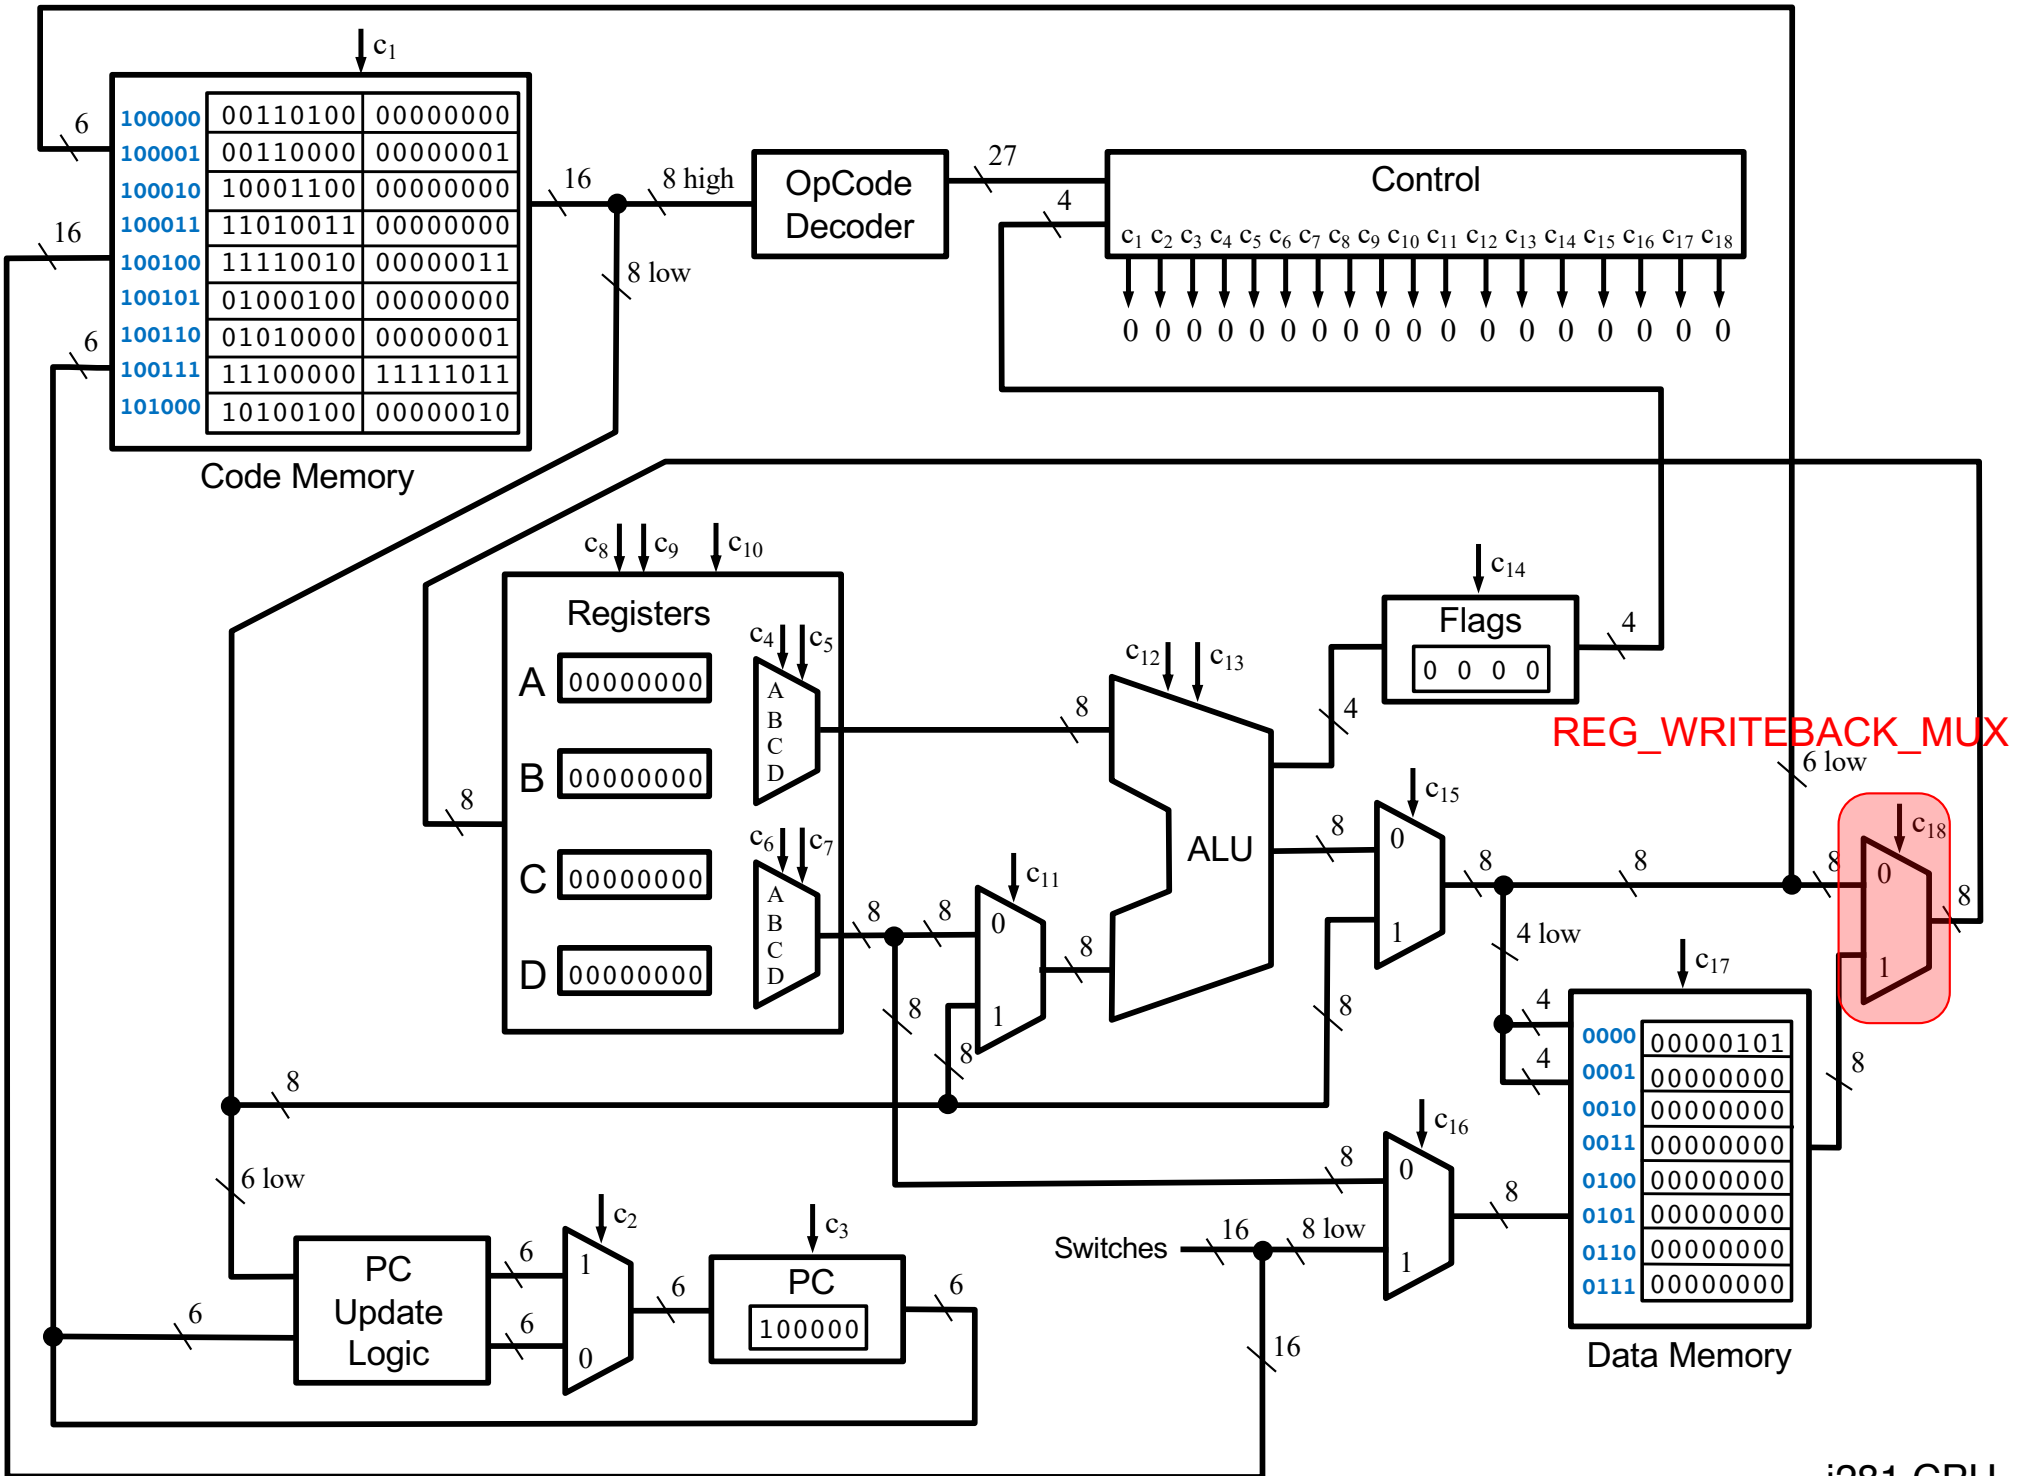 c1
6
16
6
100000 00110100 00000000
100001 00110000 00000001
100010 10001100 00000000
100011 11010011 00000000
100100 11110010 00000011
100101 01000100 00000000
100110 01010000 00000001
100111 11100000 11111011
101000 10100100 00000010
Code Memory
16
8 high
8 low
OpCode
Decoder
27
4
Control
c1 c2 c3 c4 c5 c6 c7 c8 c9 c10 c11 c12 c13 c14 c15 c16 c17 c18
0 0 0 0 0 0 0 0 0 0 0 0 0 0 0 0 0 0
c8 c9 c10
Registers
A 00000000
B 00000000
C 00000000
D 00000000
8
c4 c5
A
B
C
D
c6 c7
A
B
C
D
8
8
8
8
c11
0
1
8
8
c12 c13
ALU
c14
Flags
0 0 0 0
4
4
REG_WRITEBACK_MUX
6 low
c15
0
1
8
8
8
8
8
4 low
c18
0
1
8
c17
4
4
0000 00000101
0001 00000000
0010 00000000
0011 00000000
0100 00000000
0101 00000000
0110 00000000
0111 00000000
Data Memory
8
8
6 low
PC
Update
Logic
6
6
6
c2
1
0
6
c3
PC
100000
6
c16
0
1
8
8
Switches
16
8 low
16